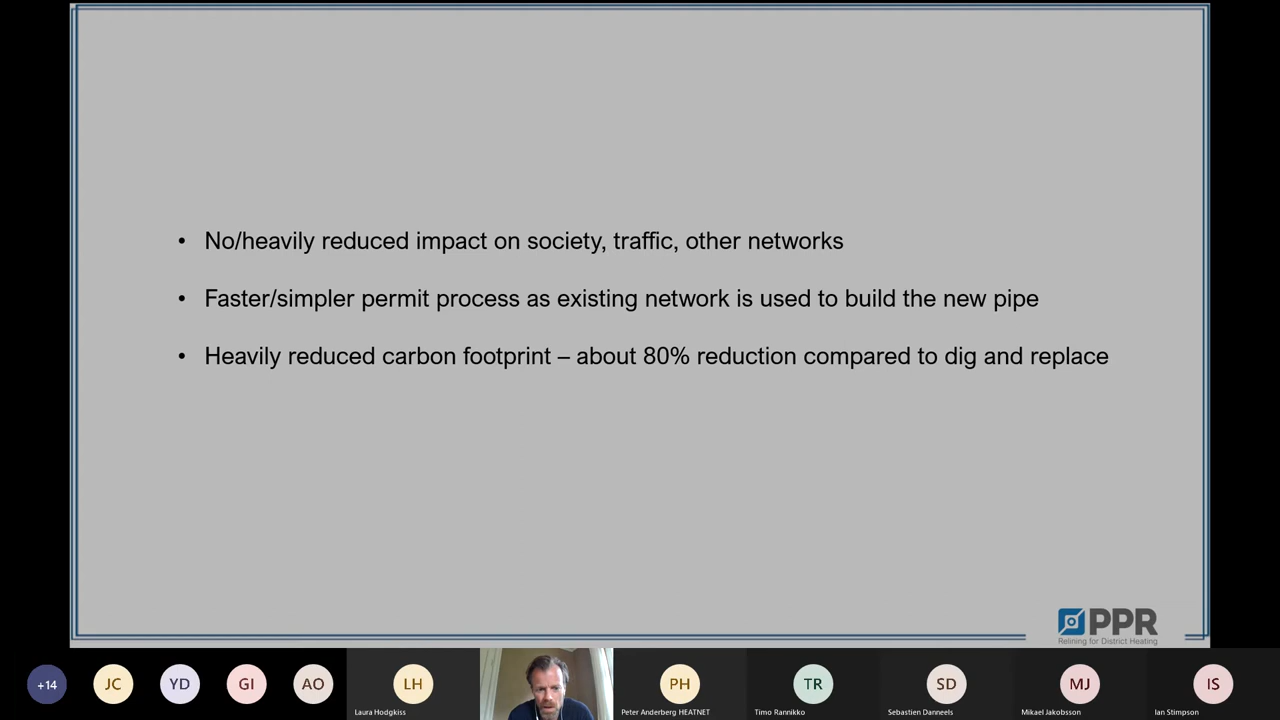 • No/heavily reduced impact on society, traffic, other networks
• Faster/simpler permit process as existing network is used to build the new pipe
• Heavily reduced carbon footprint – about 80% reduction compared to dig and replace
PPR
Relining for District Heating
+14
JC
YD
GI
AO
LH
Laura Hodgkiss
PH
Peter Anderberg HEATNET
TR
Timo Rannikko
SD
Sebastien Danneels
MJ
Mikael Jakobsson
IS
Ian Stimpson